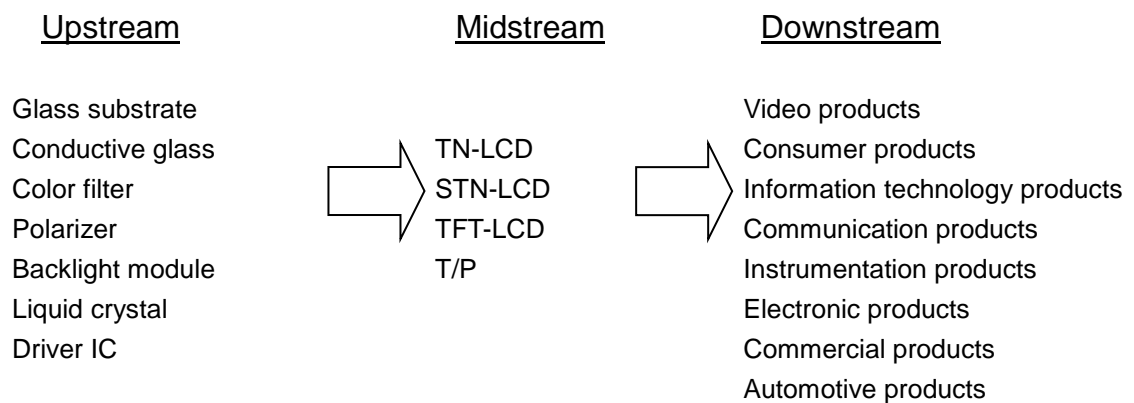 Upstream
Midstream
Downstream
Glass substrate
Conductive glass
Color filter
Polarizer
Backlight module
Liquid crystal
Driver IC
TN-LCD
STN-LCD
TFT-LCD
T/P
Video products
Consumer products
Information technology products
Communication products
Instrumentation products
Electronic products
Commercial products
Automotive products